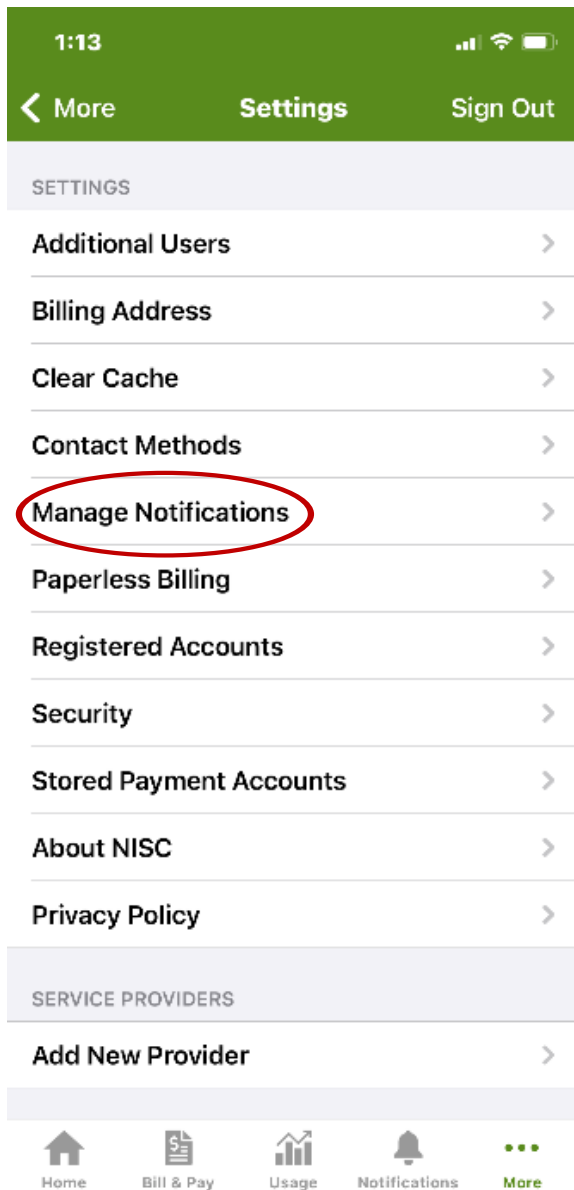 1:13
More Settings Sign Out
SETTINGS
Additional Users
Billing Address
Clear Cache
Contact Methods
Manage Notifications
Paperless Billing
Registered Accounts
Security
Stored Payment Accounts
About NISC
Privacy Policy
SERVICE PROVIDERS
Add New Provider
Home Bill & Pay Usage Notifications More